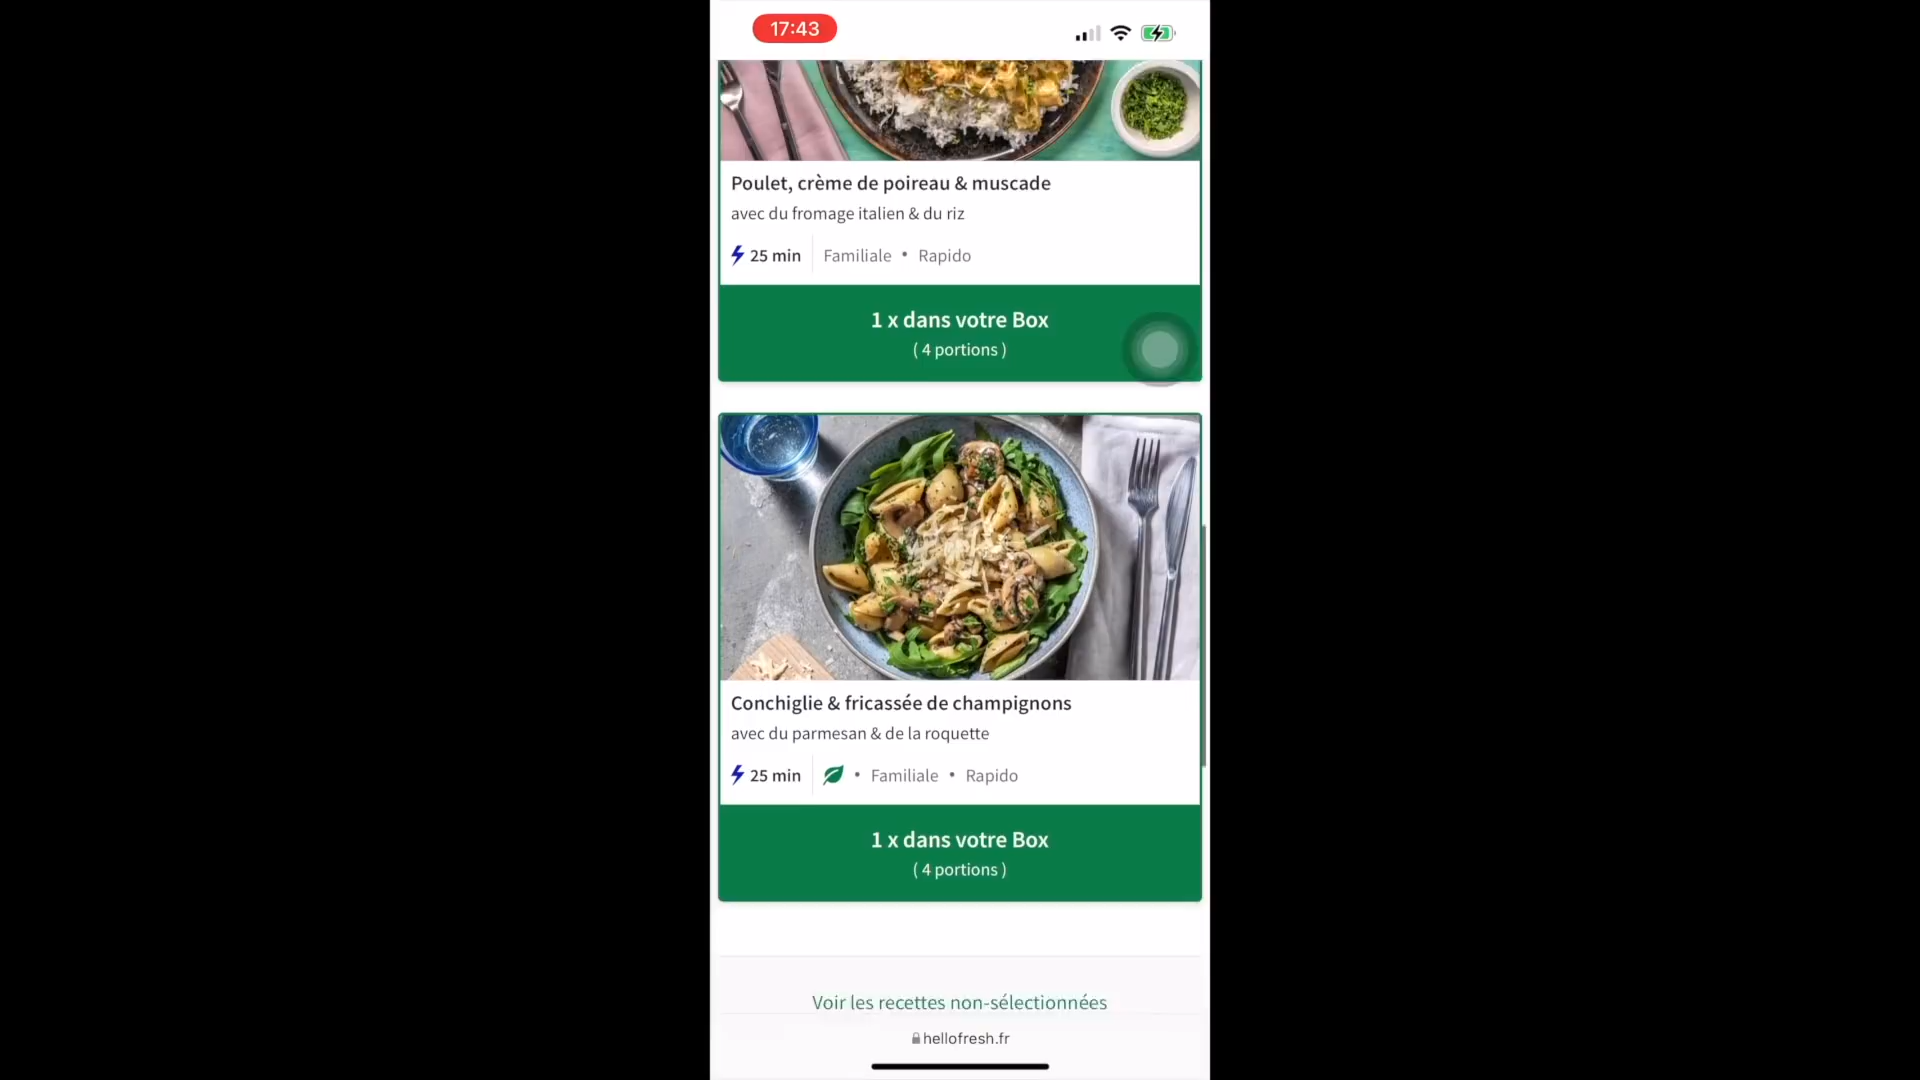 17:43
Poulet, crème de poireau & muscade
avec du fromage italien & du riz
25 min Familiale • Rapido
1 x dans votre Box
( 4 portions )
Conchiglie & fricassée de champignons
avec du parmesan & de la roquette
25 min • Familiale • Rapido
1 x dans votre Box
( 4 portions )
Voir les recettes non-sélectionnées
hellofresh.fr